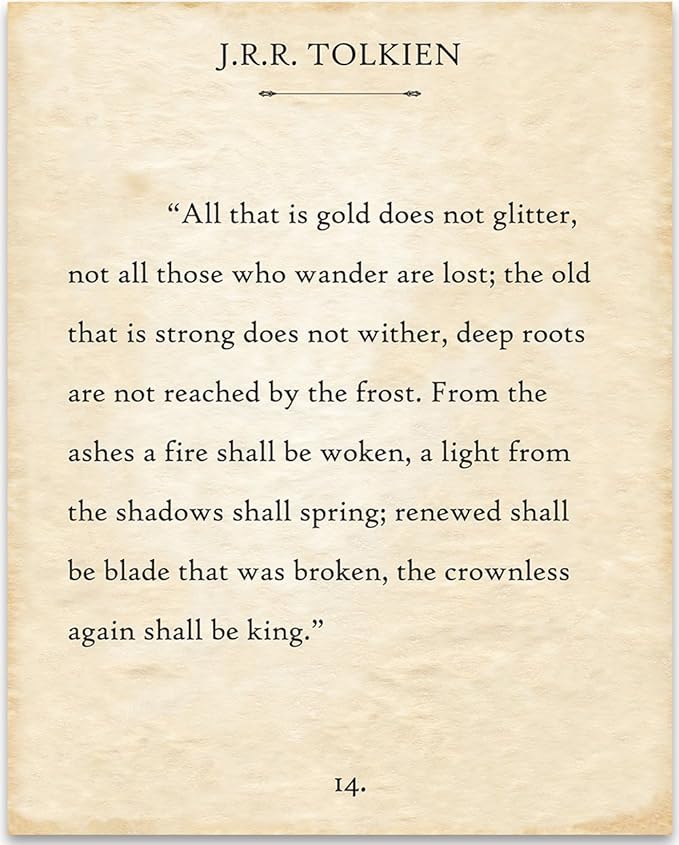 J.R.R. TOLKIEN
“All that is gold does not glitter,
not all those who wander are lost; the old
that is strong does not wither, deep roots
are not reached by the frost. From the
ashes a fire shall be woken, a light from
the shadows shall spring; renewed shall
be blade that was broken, the crownless
again shall be king.”
14.